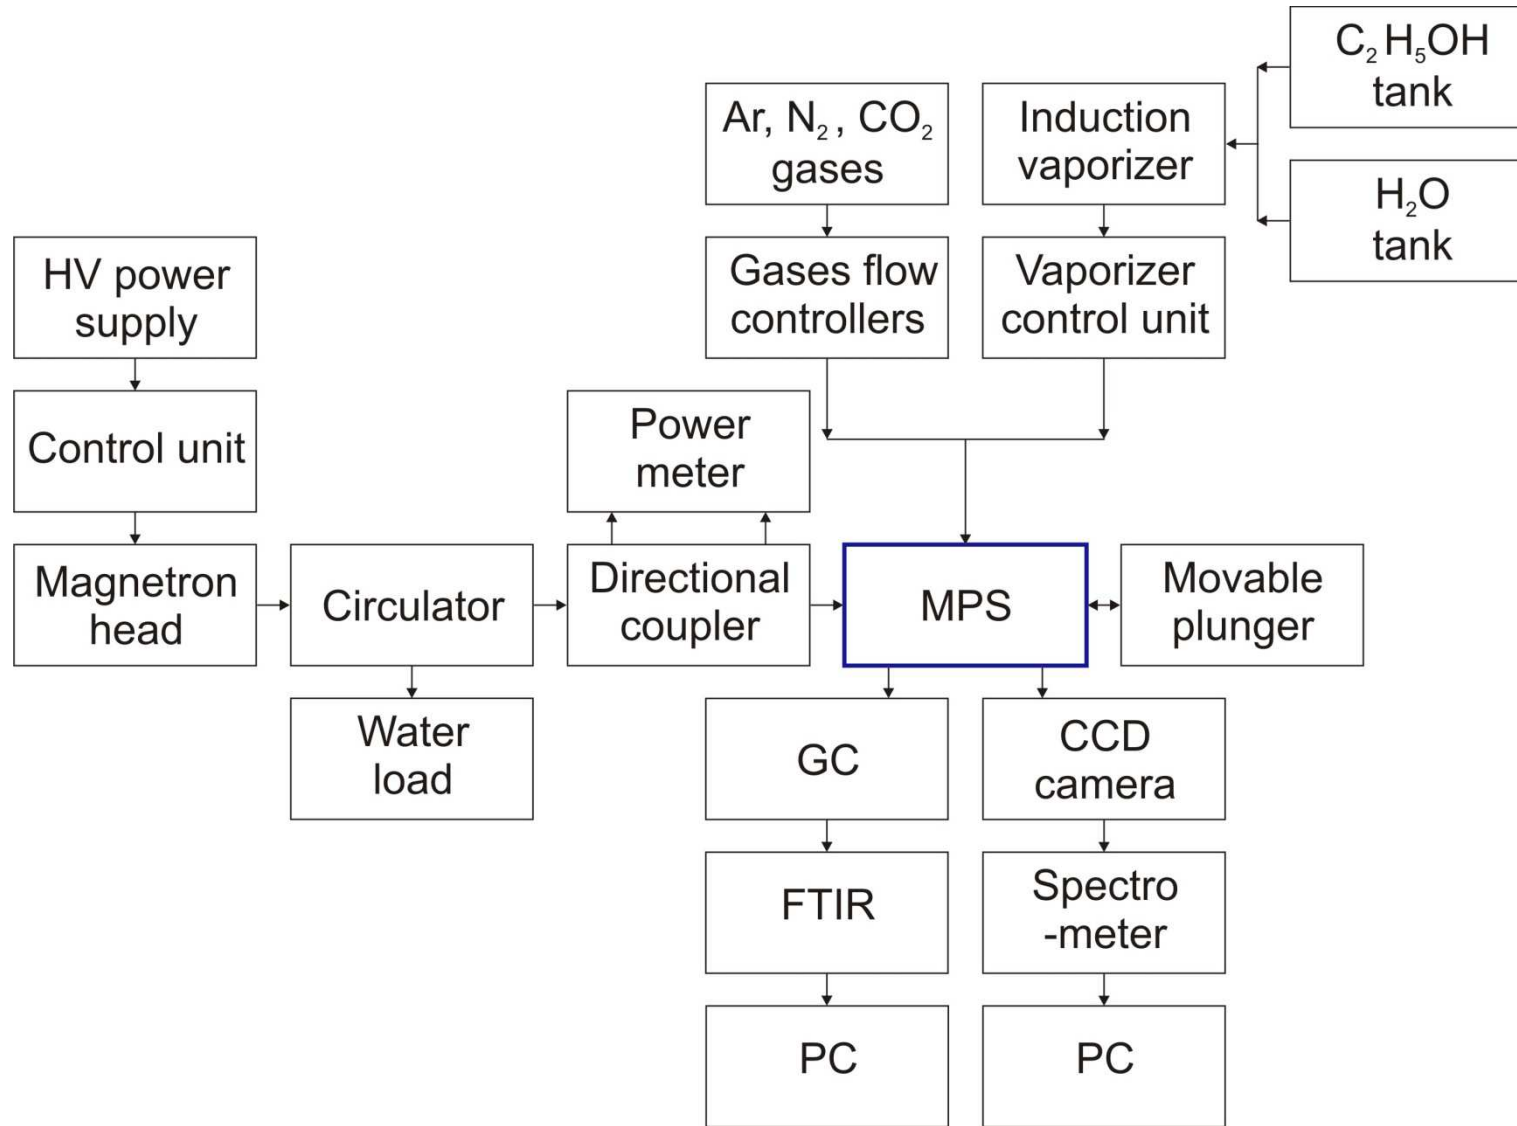 C₂H₅OH
tank
Ar, N₂, CO₂
gases
Induction
vaporizer
H₂O
tank
HV power
supply
Gases flow
controllers
Vaporizer
control unit
Control unit
Power
meter
Magnetron
head
Circulator
Directional
coupler
MPS
Movable
plunger
Water
load
GC
CCD
camera
FTIR
Spectro
-meter
PC
PC